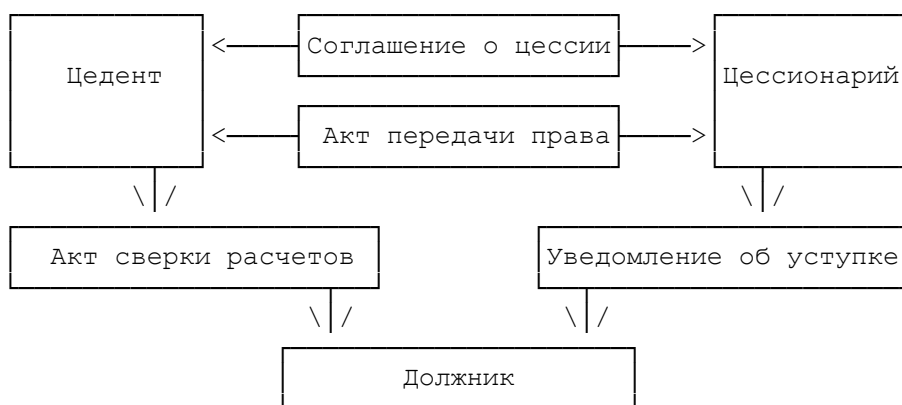 Соглашение о цессии
Цедент
Цессионарий
Акт передачи права
Акт сверки расчетов
Уведомление об уступке
Должник